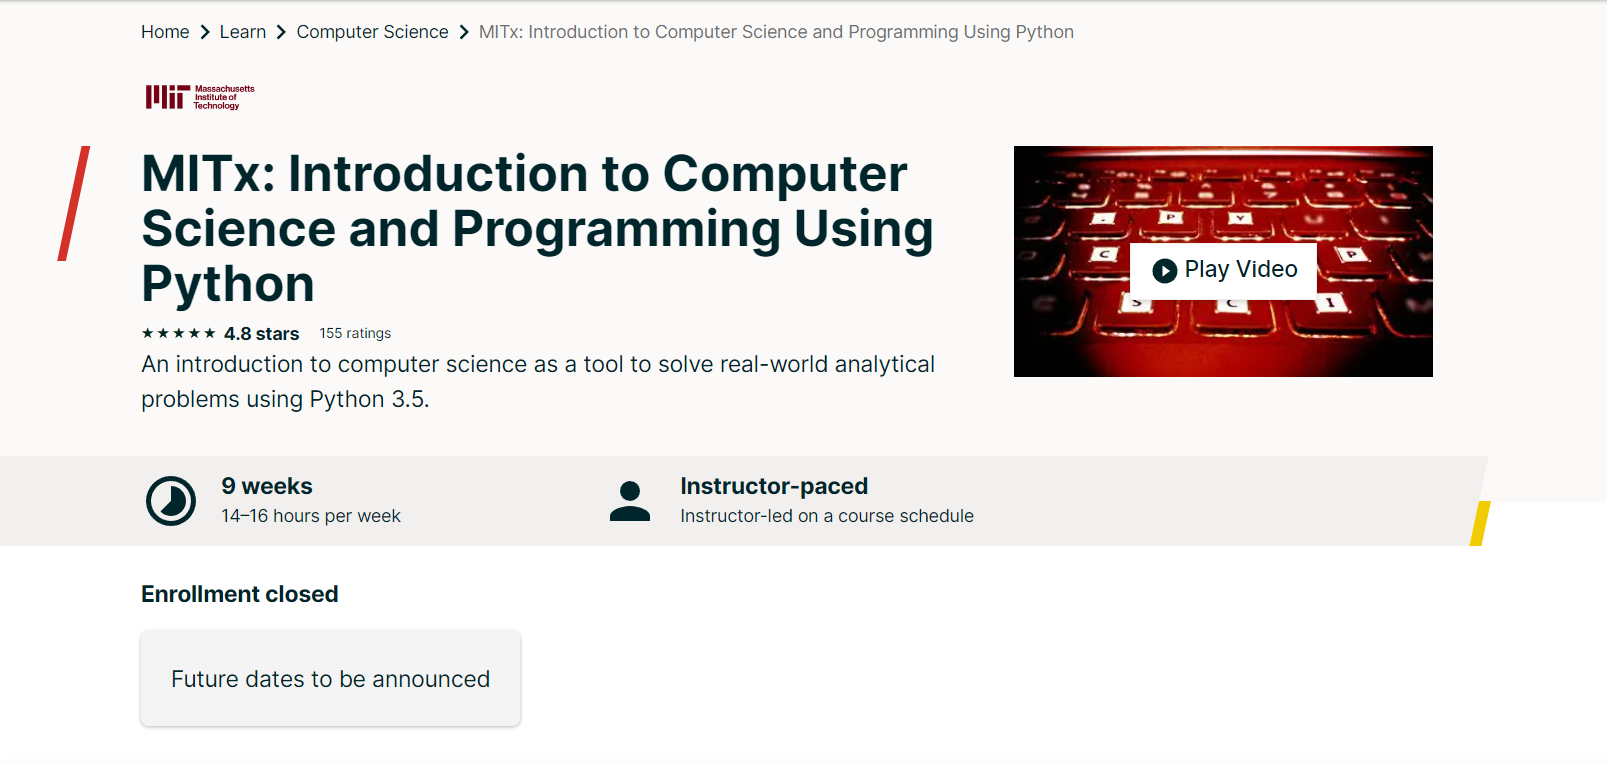 Home Learn Computer Science MITx: Introduction to Computer Science and Programming Using Python
Massachusetts
Institute of
Technology
MITx: Introduction to Computer
Science and Programming Using
Python
4.8 stars 155 ratings
An introduction to computer science as a tool to solve real-world analytical
problems using Python 3.5.
. P Y
C P
Play Video
S C I
9 weeks
14–16 hours per week
Instructor-paced
Instructor-led on a course schedule
Enrollment closed
Future dates to be announced